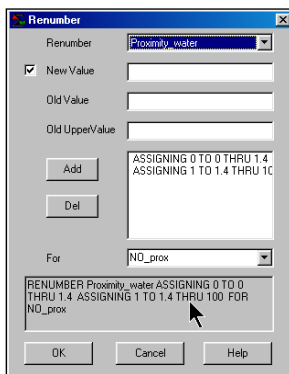 Renumber
Renumber Proximity_water
New Value
Old Value
Old UpperValue
Add
ASSIGNING 0 TO 0 THRU 1.4
ASSIGNING 1 TO 1.4 THRU 10
Del
For NO_prox
RENUMBER Proximity_water ASSIGNING 0 TO 0
THRU 1.4 ASSIGNING 1 TO 1.4 THRU 100 FOR
NO_prox
OK Cancel Help